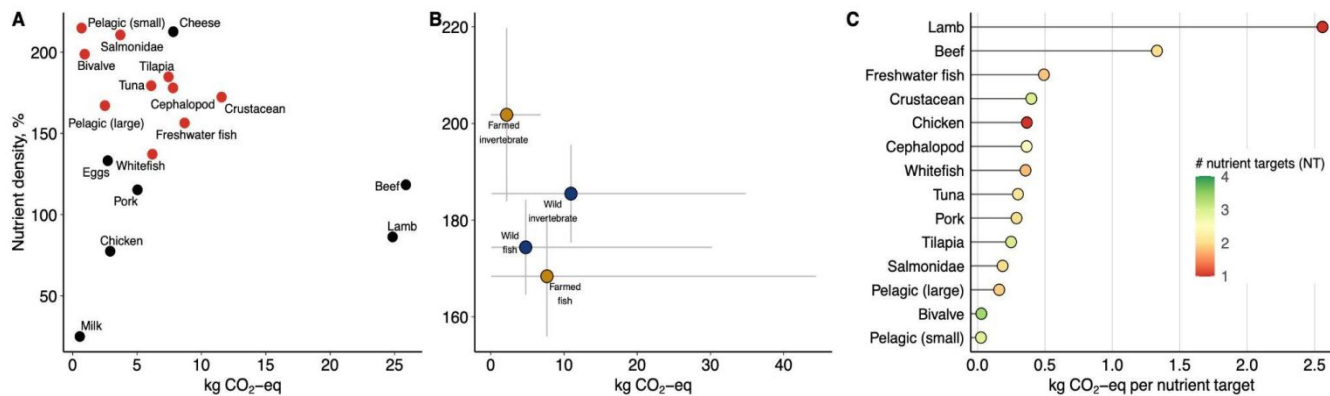 A
Nutrient density, %
200
150
100
50
Pelagic (small)
Cheese
Salmonidae
Bivalve
Tilapia
Tuna
Cephalopod
Crustacean
Pelagic (large)
Freshwater fish
Whitefish
Eggs
Pork
Beef
Lamb
Chicken
Milk
0 5 10 15 20 25
kg CO₂−eq
B
220
200
180
160
Farmed
invertebrate
Wild
invertebrate
Wild
fish
Farmed
fish
0 10 20 30 40
kg CO₂−eq
C
Lamb
Beef
Freshwater fish
Crustacean
Chicken
Cephalopod
Whitefish
Tuna
Pork
Tilapia
Salmonidae
Pelagic (large)
Bivalve
Pelagic (small)
# nutrient targets (NT)
4
3
2
1
0.0 0.5 1.0 1.5 2.0 2.5
kg CO₂−eq per nutrient target